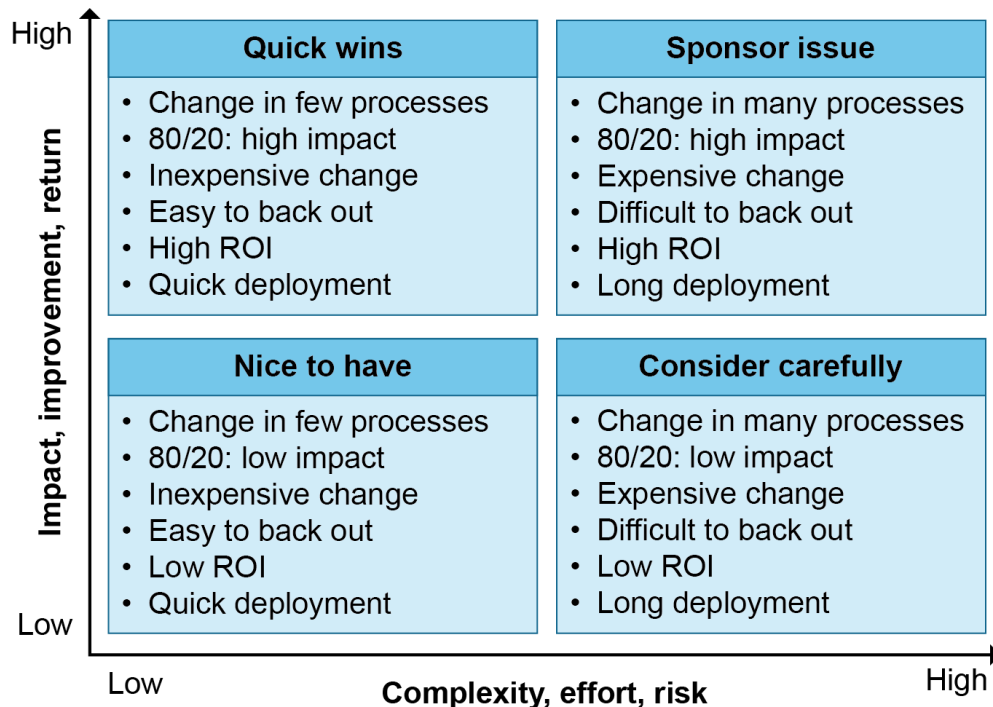 High
Impact, improvement, return
Low
Quick wins
• Change in few processes
• 80/20: high impact
• Inexpensive change
• Easy to back out
• High ROI
• Quick deployment
Sponsor issue
• Change in many processes
• 80/20: high impact
• Expensive change
• Difficult to back out
• High ROI
• Long deployment
Nice to have
• Change in few processes
• 80/20: low impact
• Inexpensive change
• Easy to back out
• Low ROI
• Quick deployment
Consider carefully
• Change in many processes
• 80/20: low impact
• Expensive change
• Difficult to back out
• Low ROI
• Long deployment
Low
Complexity, effort, risk
High